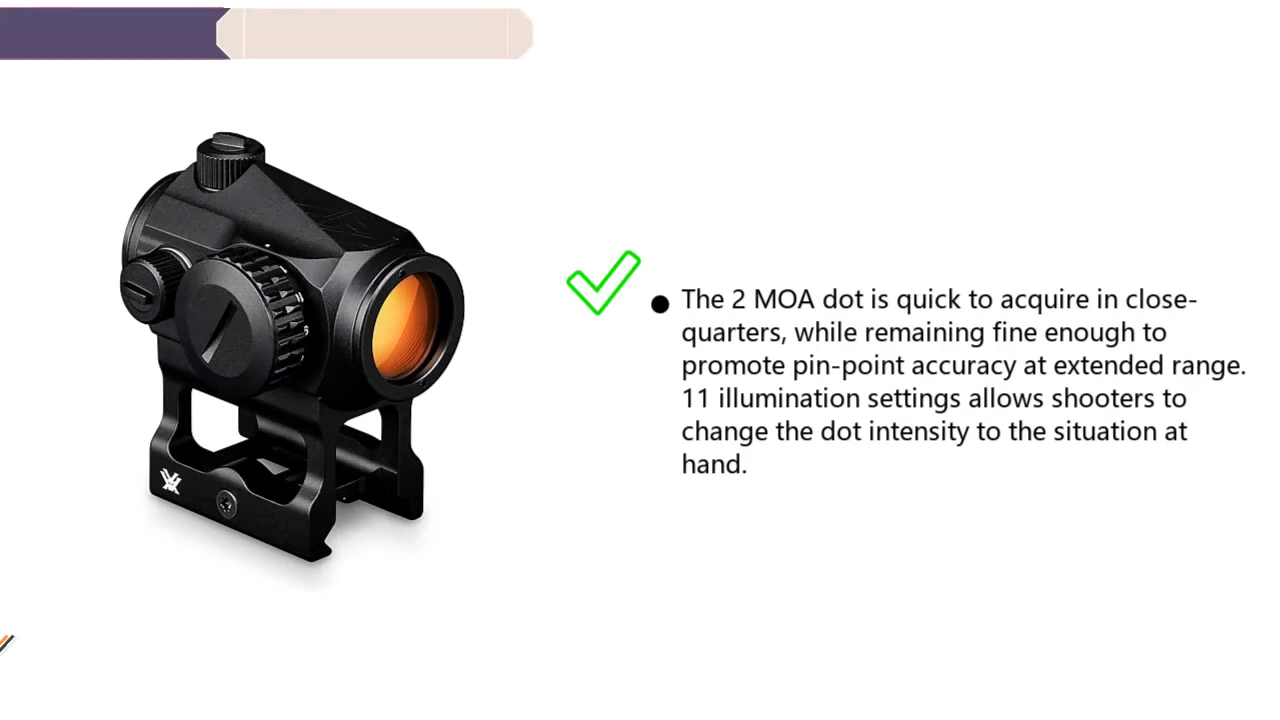 The 2 MOA dot is quick to acquire in close-
quarters, while remaining fine enough to
promote pin-point accuracy at extended range.
11 illumination settings allows shooters to
change the dot intensity to the situation at
hand.